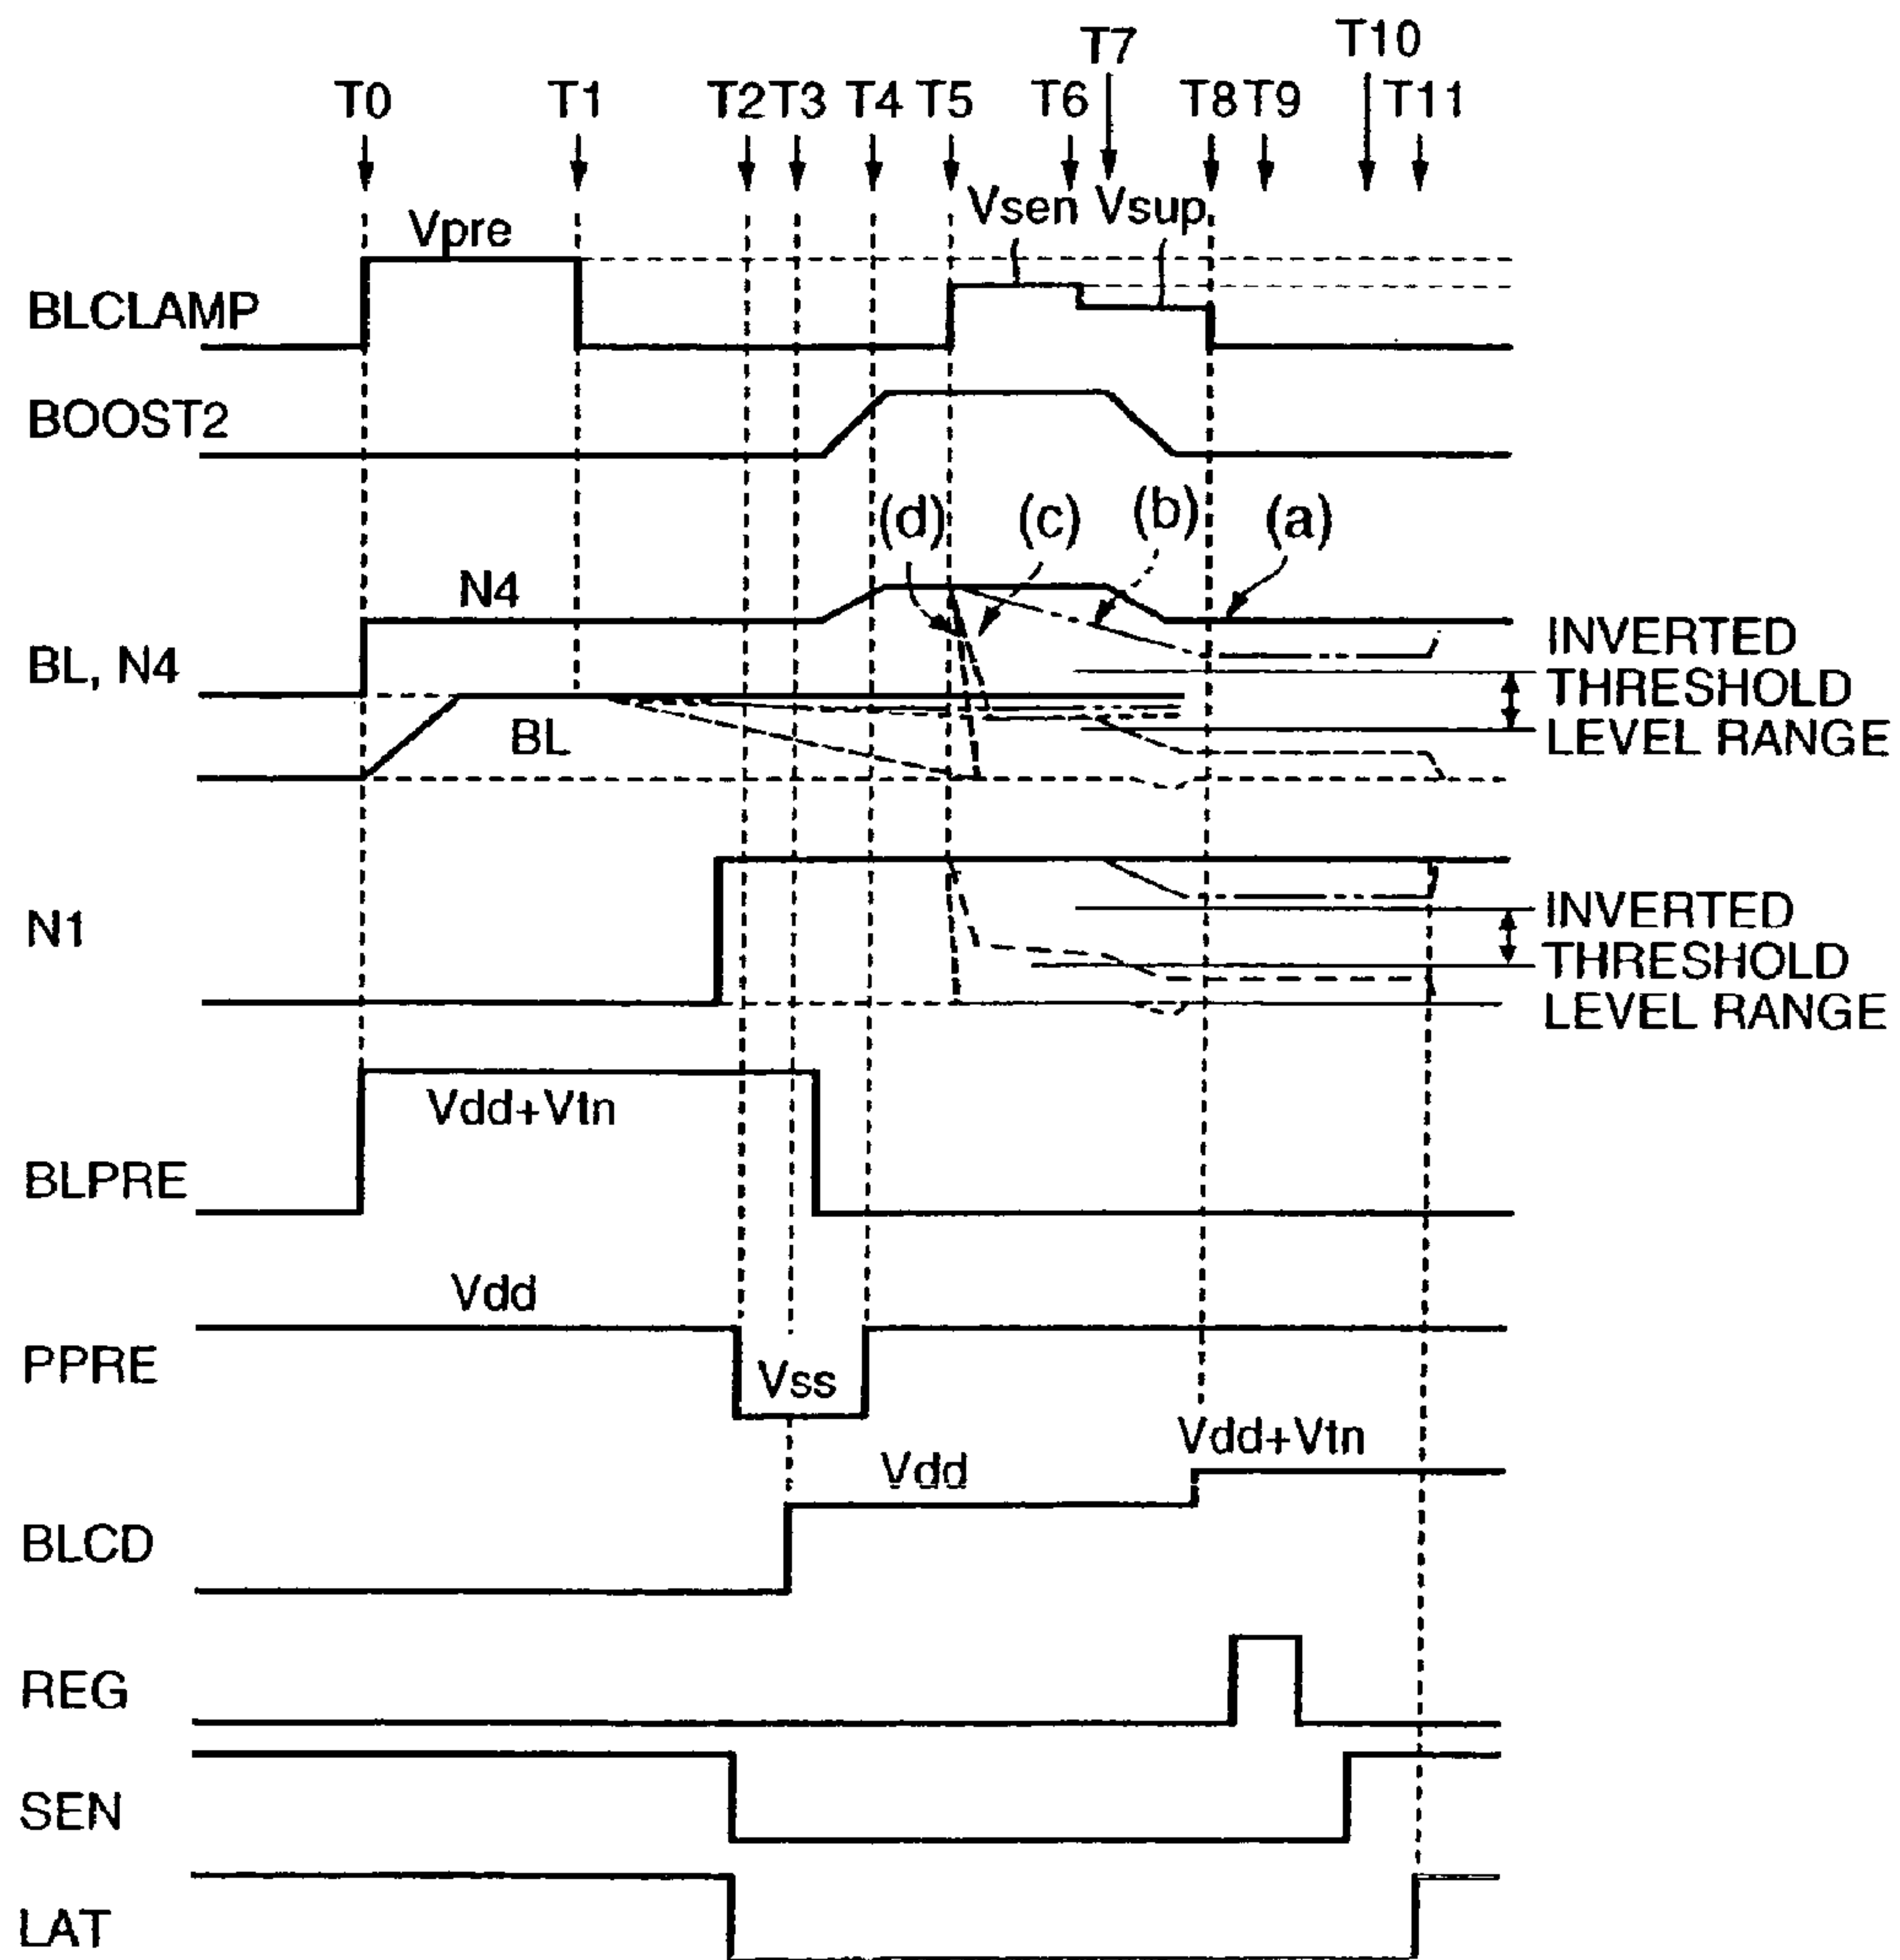 T7
T10
T0 T1 T2 T3 T4 T5 T6 T8 T9 T11
Vpre
Vsen Vsup
BLCLAMP
BOOST2
(d) (c) (b) (a)
N4
BL, N4
BL
INVERTED
THRESHOLD
LEVEL RANGE
N1
INVERTED
THRESHOLD
LEVEL RANGE
Vdd+Vtn
BLPRE
Vdd
PPRE
Vss
Vdd+Vtn
Vdd
BLCD
REG
SEN
LAT